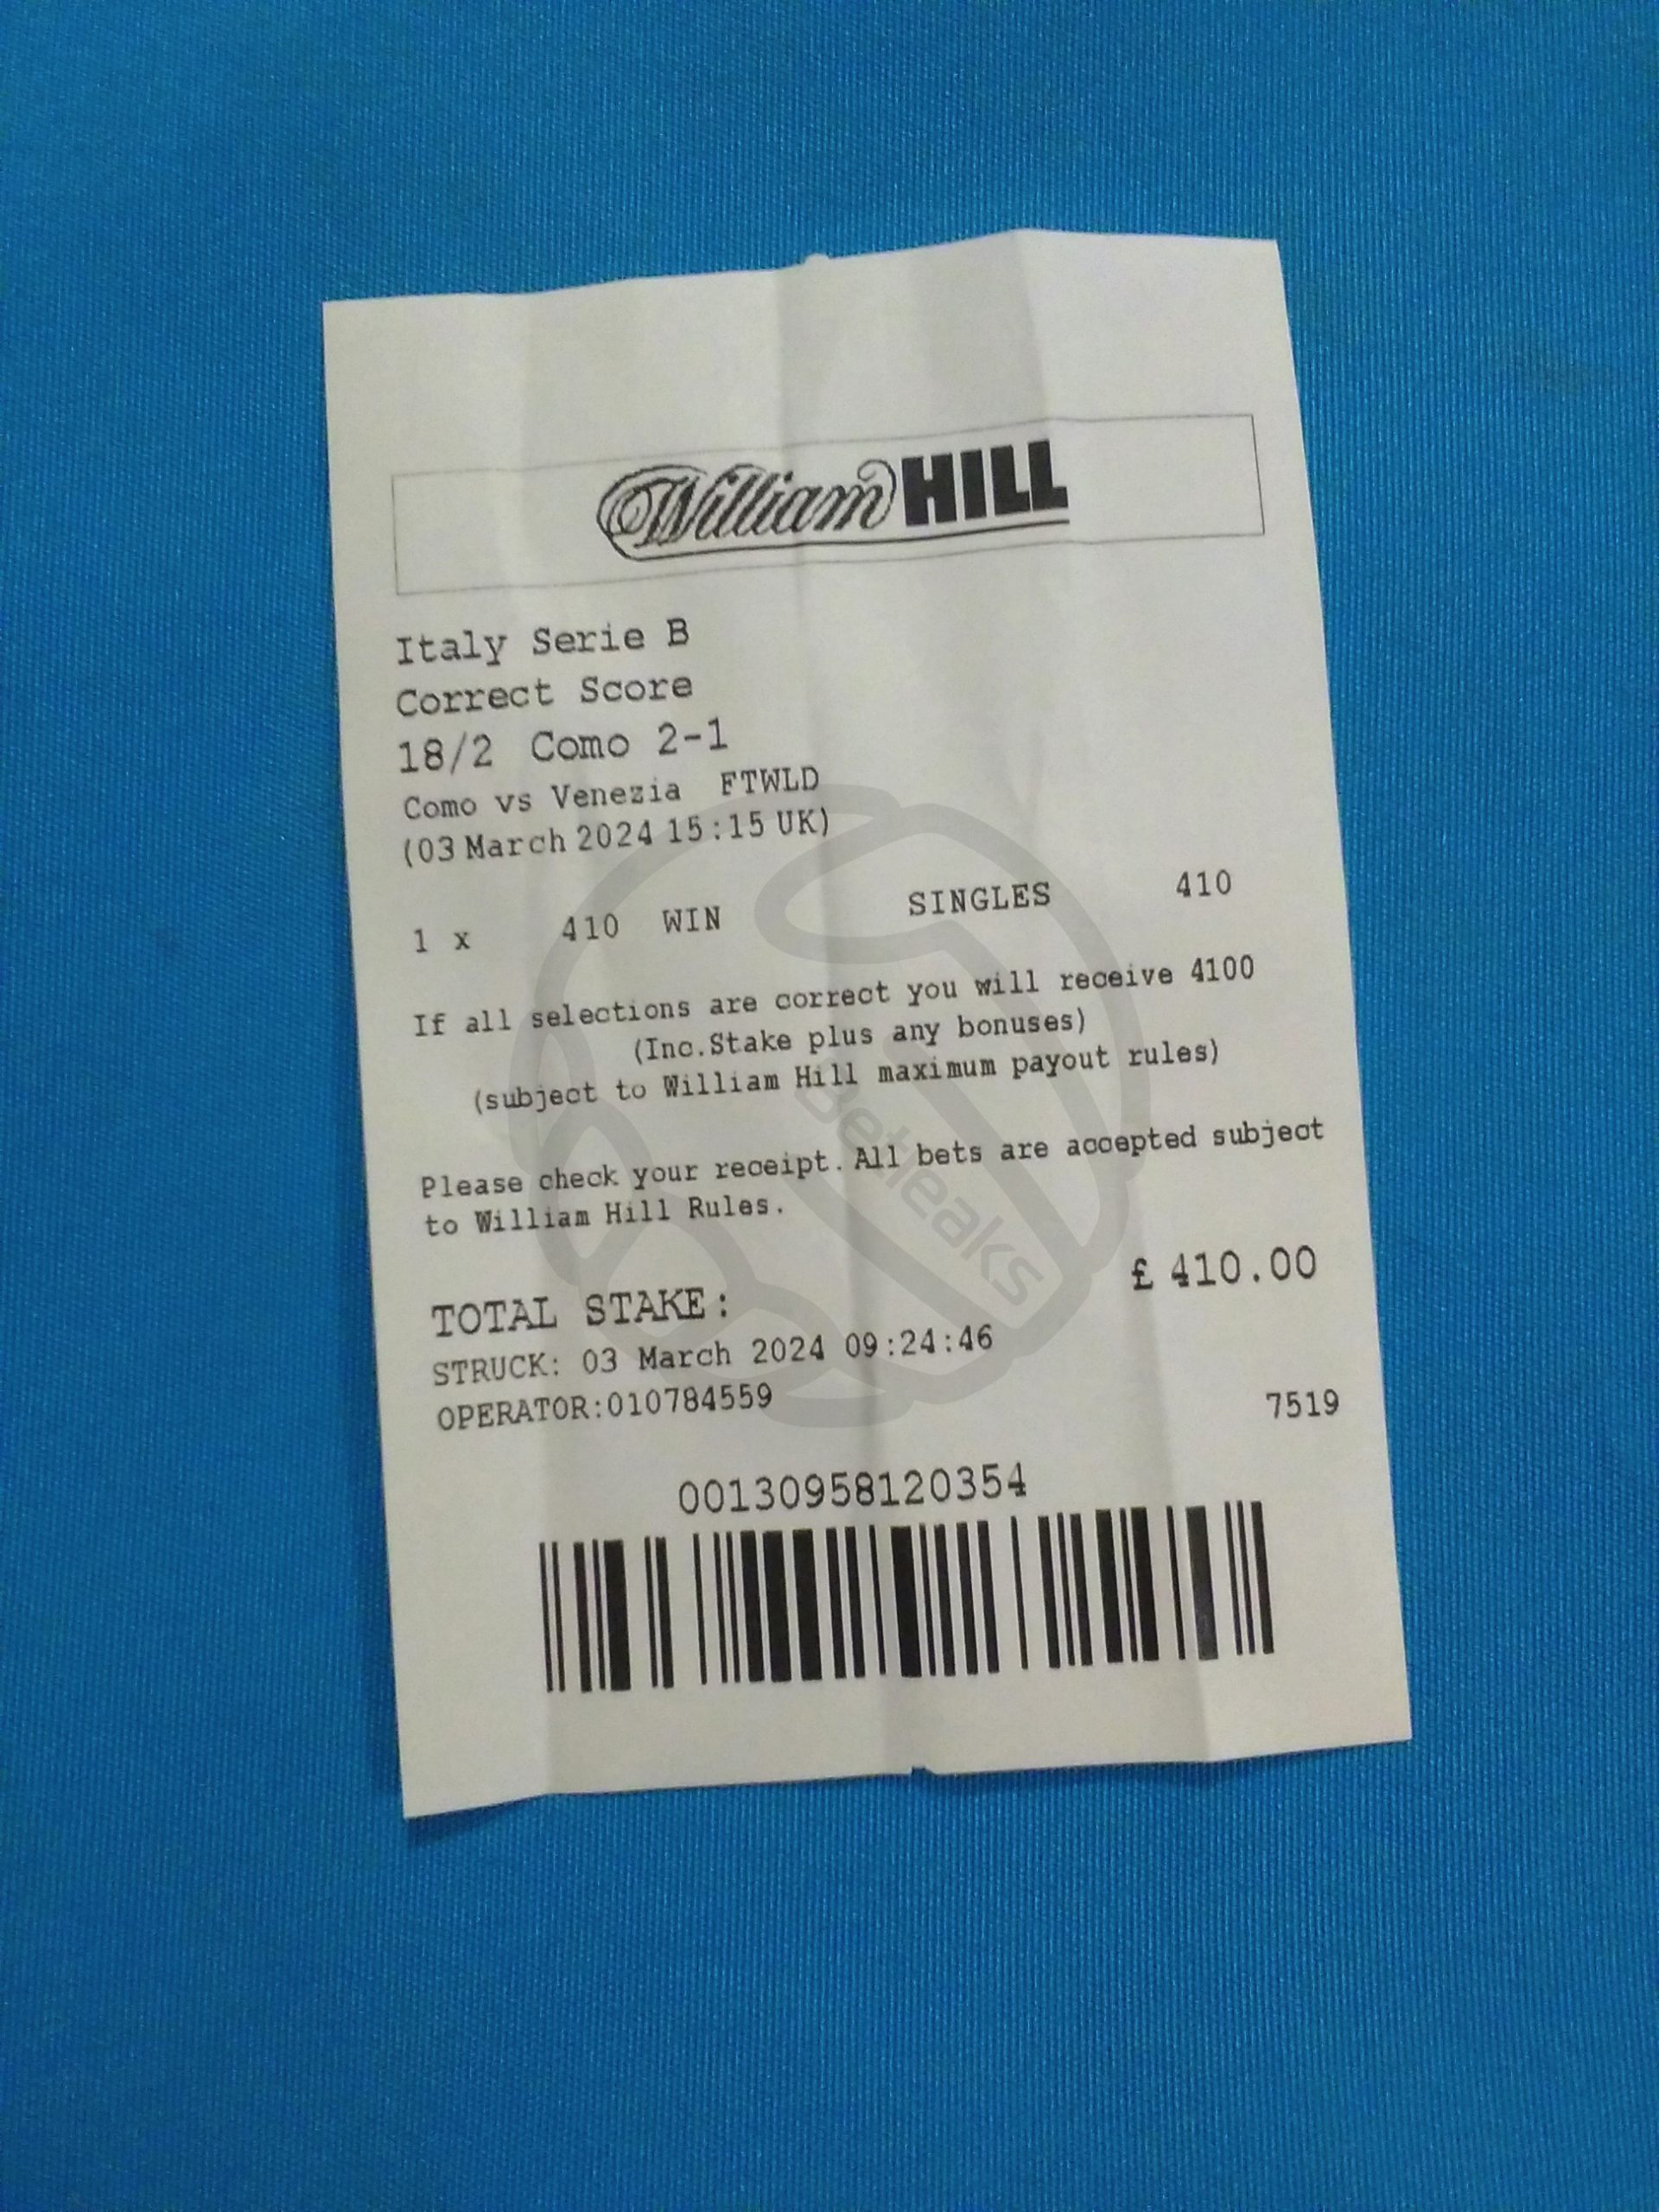 William HILL
Italy Serie B
Correct Score
18/2 Como 2-1
Como vs Venezia FTWLD
(03 March 2024 15:15 UK)
1 x 410 WIN SINGLES 410
If all selections are correct you will receive 4100
(Inc.Stake plus any bonuses)
(subject to William Hill maximum payout rules)
Please check your receipt. All bets are accepted subject
to William Hill Rules.
TOTAL STAKE: £ 410.00
STRUCK: 03 March 2024 09:24:46
OPERATOR:010784559 7519
00130958120354
Betleaks